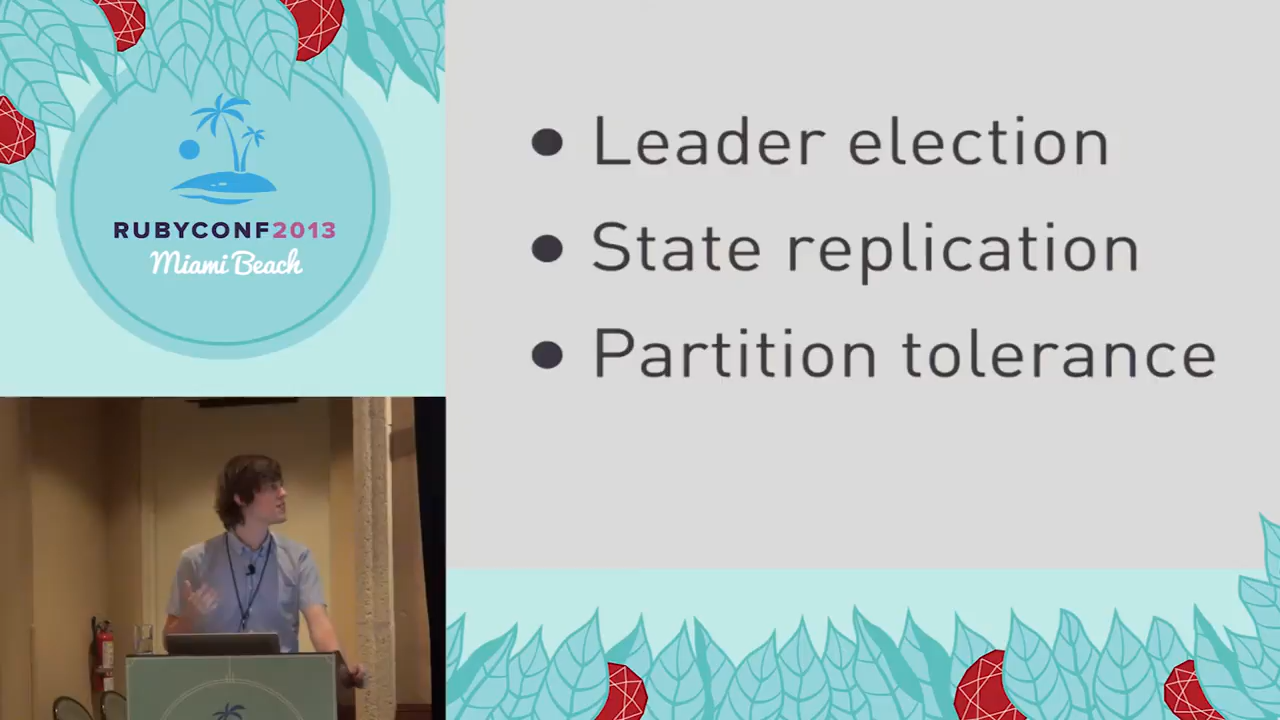 RUBYCONF2013
Miami Beach
• Leader election
• State replication
• Partition tolerance